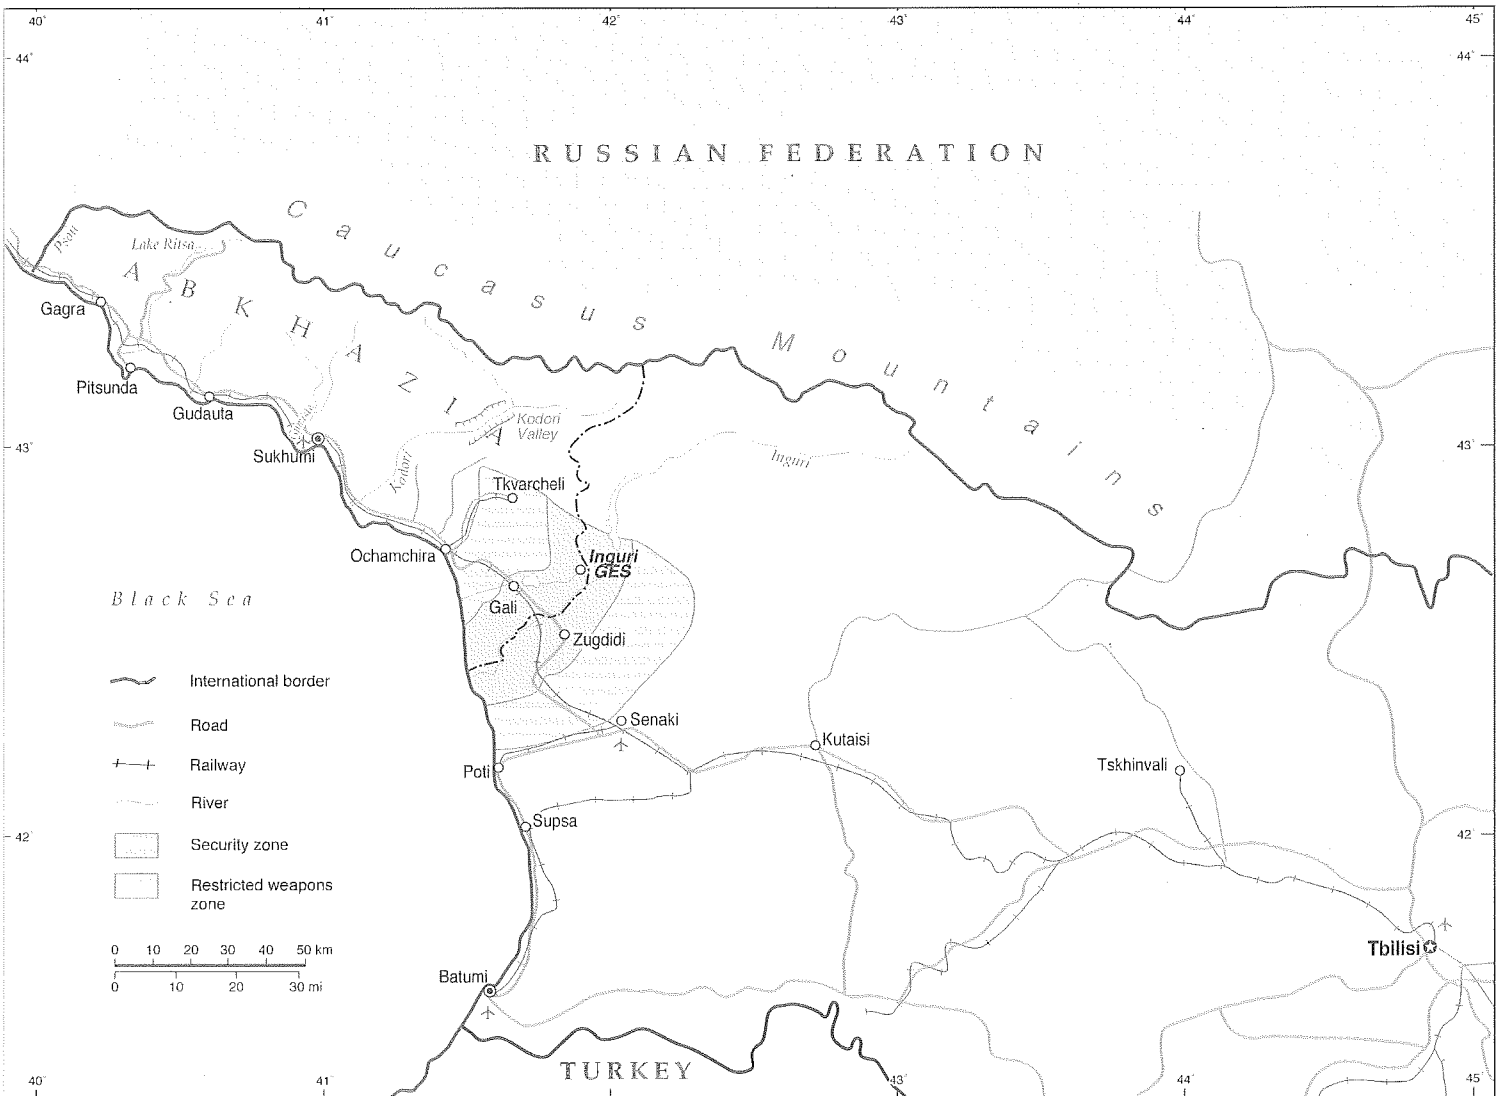 40° 41° 42° 43° 44° 45°
44° 44°
RUSSIAN FEDERATION
Caucasus Mountains
Psou
Lake Ritsa
ABKHAZIA
Gagra
Pitsunda
Gudauta
Kodori
Valley
43° 43°
Sukhumi
Inguri
Kodori
Tkvarcheli
Ochamchira
Inguri
GES
Black Sea
Gali
Zugdidi
International border
Senaki
Road
Kutaisi
Railway
Tskhinvali
Poti
River
Supsa
42° 42°
Security zone
Restricted weapons
zone
0 10 20 30 40 50 km
0 10 20 30 mi
Tbilisi
Batumi
TURKEY
40° 41° 43° 44° 45°